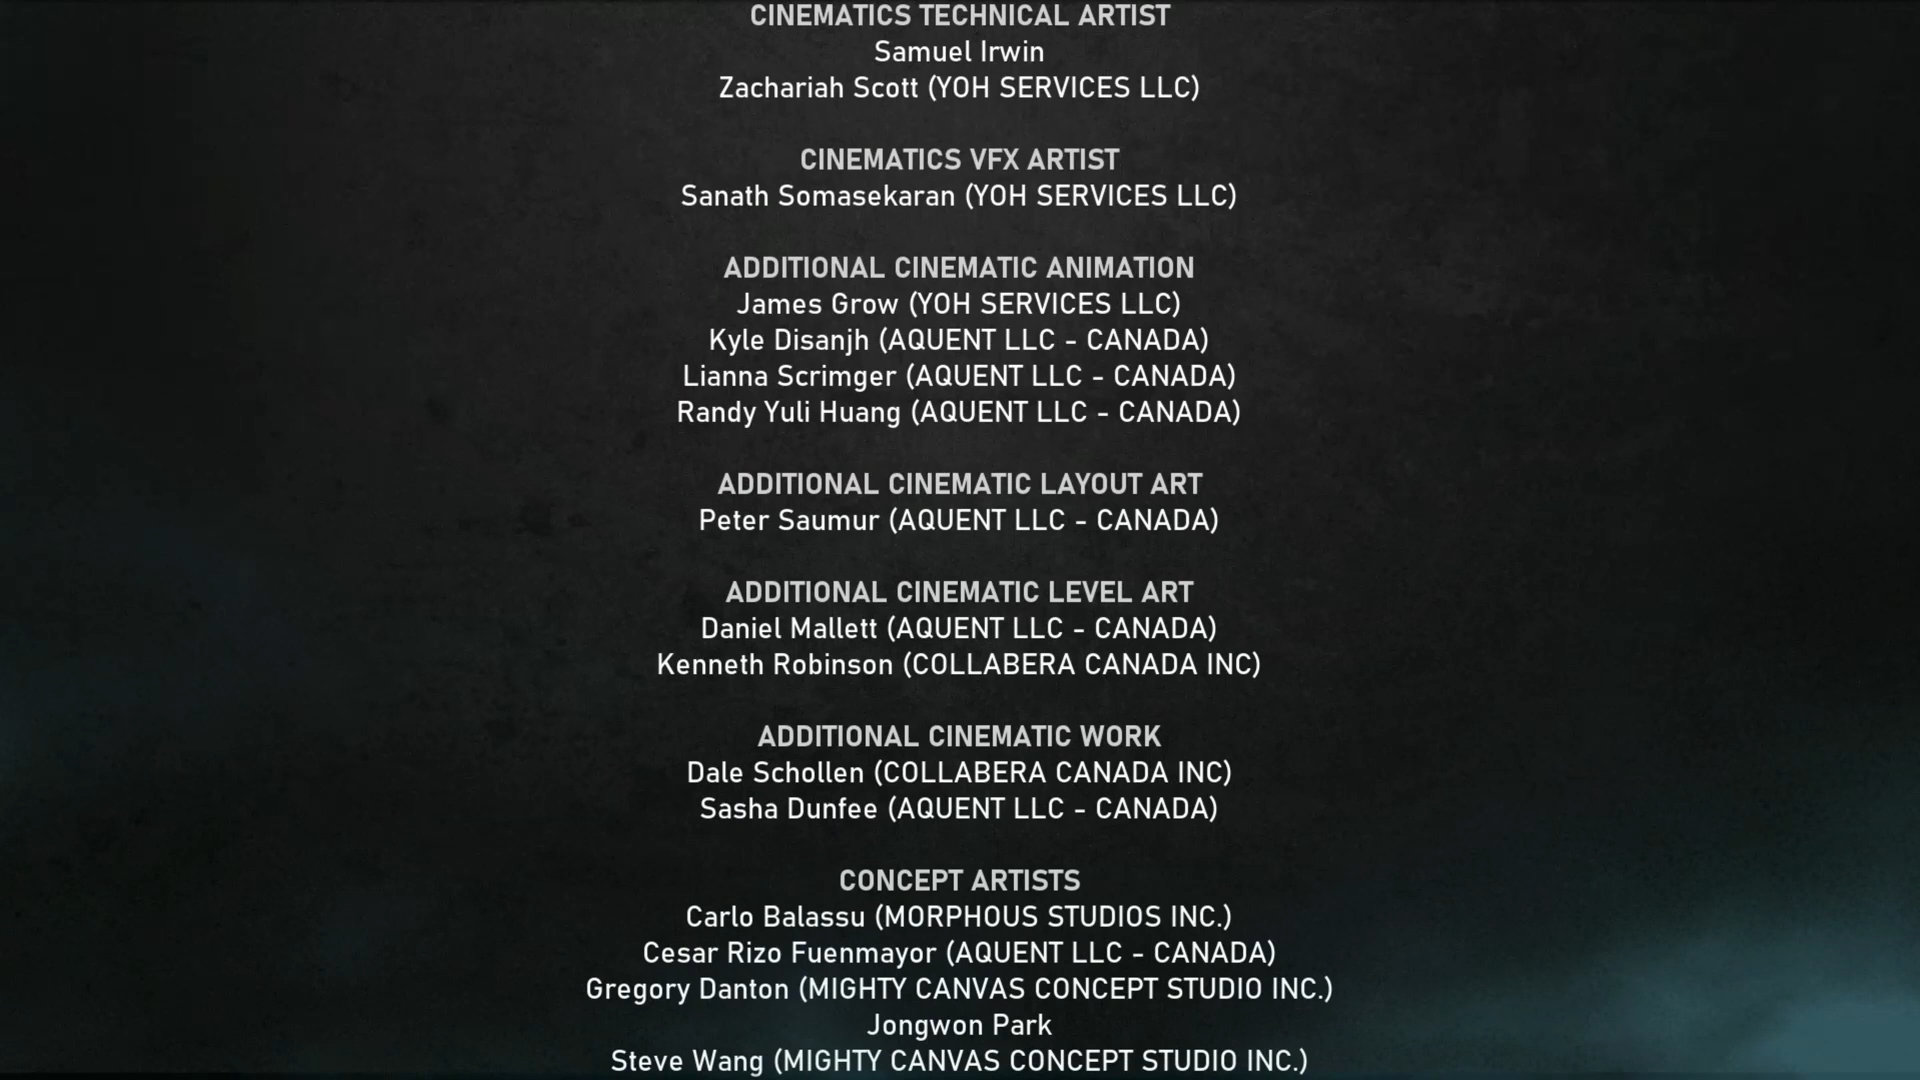 CINEMATICS TECHNICAL ARTIST
Samuel Irwin
Zachariah Scott (YOH SERVICES LLC)
CINEMATICS VFX ARTIST
Sanath Somasekaran (YOH SERVICES LLC)
ADDITIONAL CINEMATIC ANIMATION
James Grow (YOH SERVICES LLC)
Kyle Disanjh (AQUENT LLC - CANADA)
Lianna Scrimger (AQUENT LLC - CANADA)
Randy Yuli Huang (AQUENT LLC - CANADA)
ADDITIONAL CINEMATIC LAYOUT ART
Peter Saumur (AQUENT LLC - CANADA)
ADDITIONAL CINEMATIC LEVEL ART
Daniel Mallett (AQUENT LLC - CANADA)
Kenneth Robinson (COLLABERA CANADA INC)
ADDITIONAL CINEMATIC WORK
Dale Schollen (COLLABERA CANADA INC)
Sasha Dunfee (AQUENT LLC - CANADA)
CONCEPT ARTISTS
Carlo Balassu (MORPHOUS STUDIOS INC.)
Cesar Rizo Fuenmayor (AQUENT LLC - CANADA)
Gregory Danton (MIGHTY CANVAS CONCEPT STUDIO INC.)
Jongwon Park
Steve Wang (MIGHTY CANVAS CONCEPT STUDIO INC.)